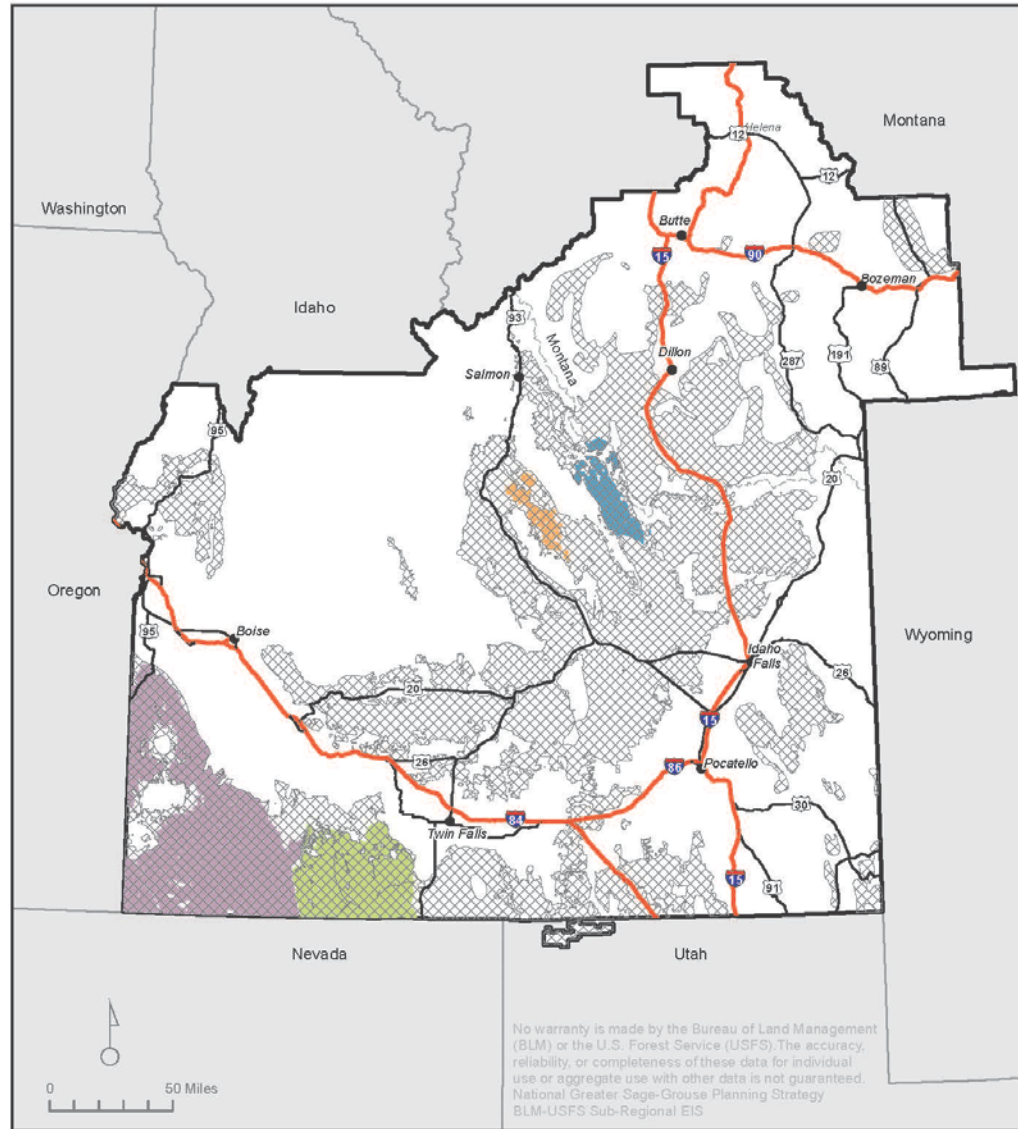 Montana
Helena
12
12
Washington
Butte
15
90
Bozeman
Idaho
93
Montana
Dillon
287
191
89
Salmon
95
20
Oregon
95
Boise
Wyoming
Idaho
Falls
26
20
15
26
86
Pocatello
30
84
Twin Falls
15
91
Nevada
Utah
No warranty is made by the Bureau of Land Management
(BLM) or the U.S. Forest Service (USFS).The accuracy,
reliability, or completeness of these data for individual
use or aggregate use with other data is not guaranteed.
National Greater Sage-Grouse Planning Strategy
BLM-USFS Sub-Regional EIS
0 50 Miles